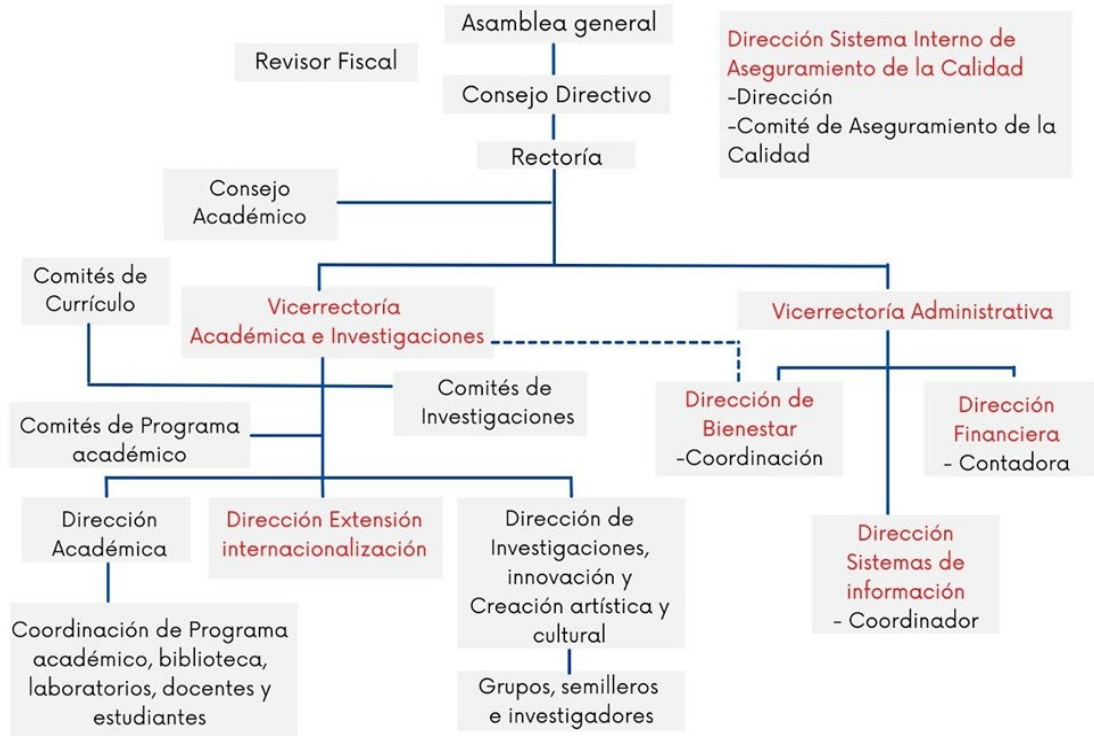 Asamblea general
Revisor Fiscal
Consejo Directivo
Rectoría
Dirección Sistema Interno de
Aseguramiento de la Calidad
-Dirección
-Comité de Aseguramiento de la
Calidad
Consejo
Académico
Comités de
Currículo
Vicerrectoría
Académica e Investigaciones
Vicerrectoría Administrativa
Comités de
Investigaciones
Comités de Programa
académico
Dirección de
Bienestar
-Coordinación
Dirección
Financiera
- Contadora
Dirección
Académica
Dirección Extensión
internacionalización
Dirección de
Investigaciones,
innovación y
Creación artística y
cultural
Dirección
Sistemas de
información
- Coordinador
Coordinación de Programa
académico, biblioteca,
laboratorios, docentes y
estudiantes
Grupos, semilleros
e investigadores